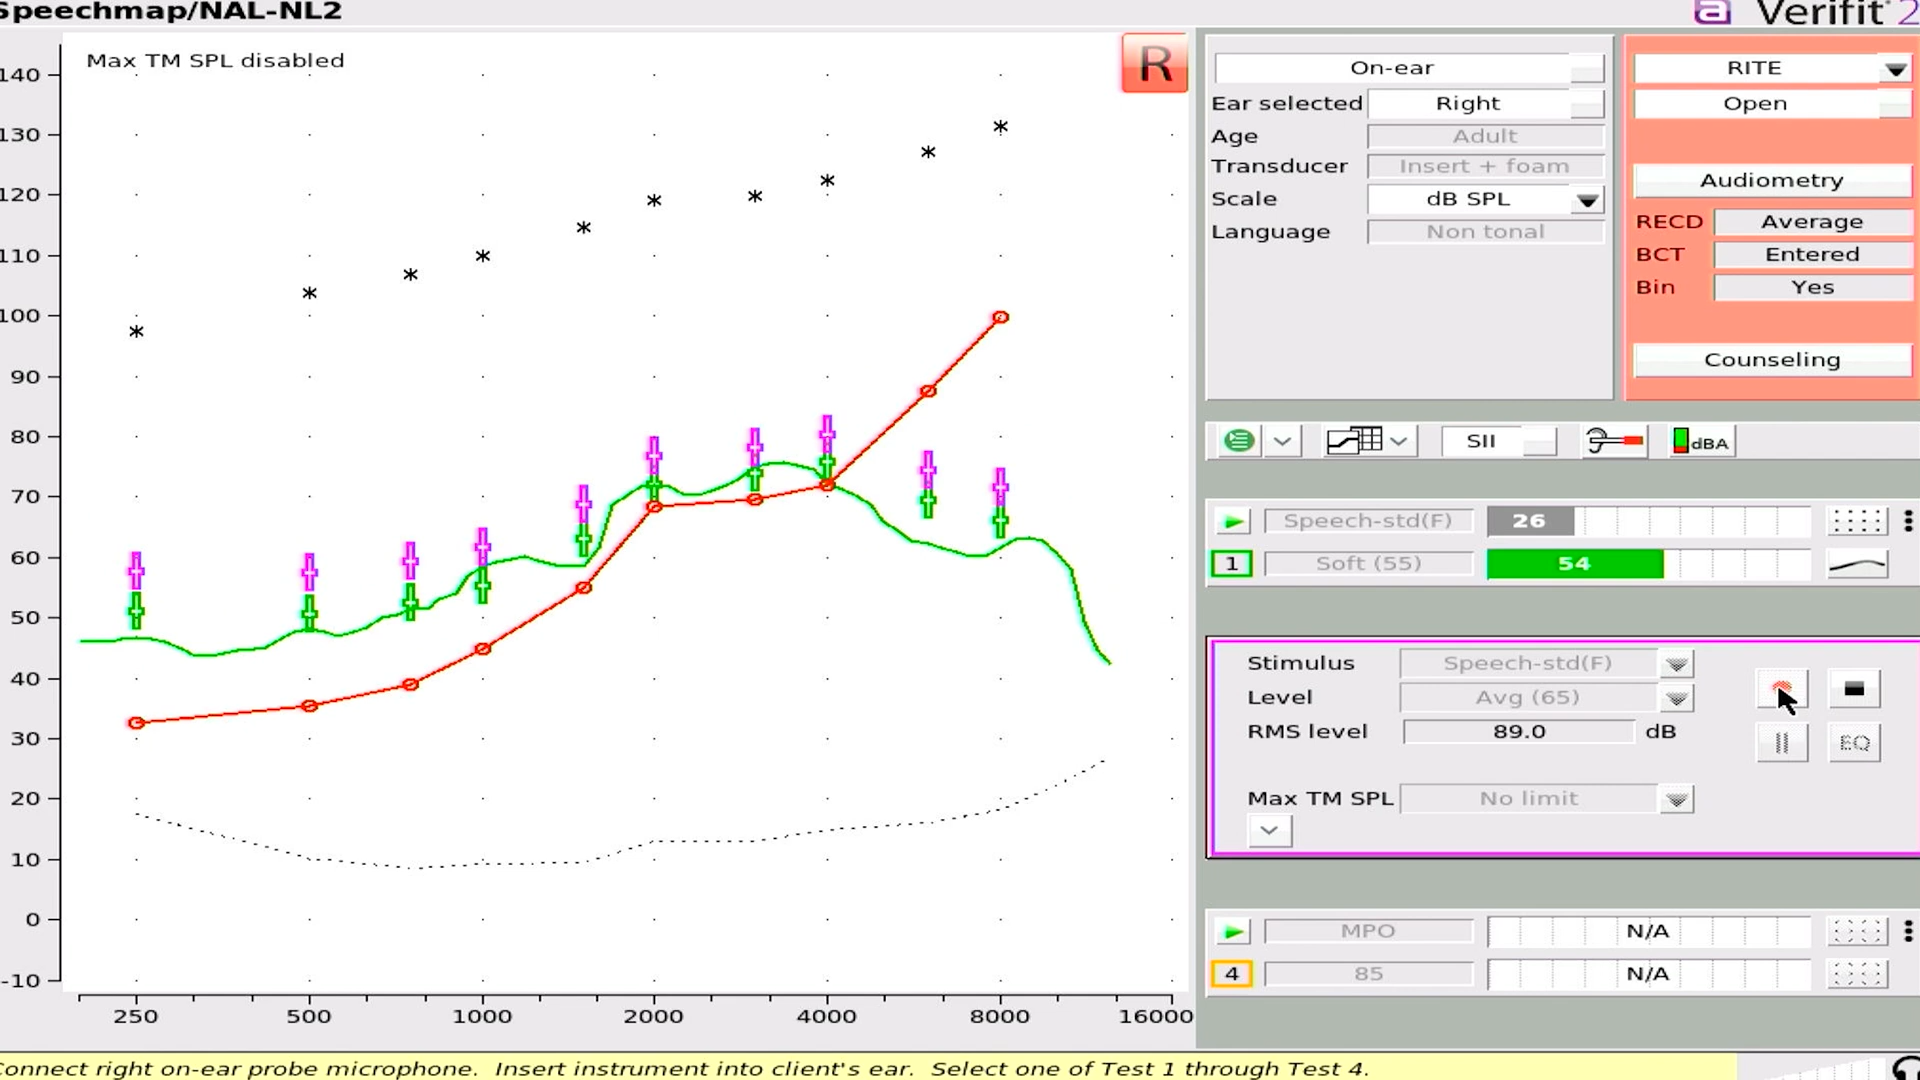 Speechmap/NAL-NL2
Verifit 2
Max TM SPL disabled
R
140
130
120
110
100
90
80
70
60
50
40
30
20
10
0
-10
250 500 1000 2000 4000 8000 16000
On-ear
Ear selected Right
Age Adult
Transducer Insert + foam
Scale dB SPL
Language Non tonal
RITE
Open
Audiometry
RECD Average
BCT Entered
Bin Yes
Counseling
SII
dBA
Speech-std(F) 26
1 Soft (55) 54
Stimulus Speech-std(F)
Level Avg (65)
RMS level 89.0 dB
EQ
Max TM SPL No limit
MPO N/A
4 85 N/A
Connect right on-ear probe microphone. Insert instrument into client's ear. Select one of Test 1 through Test 4.